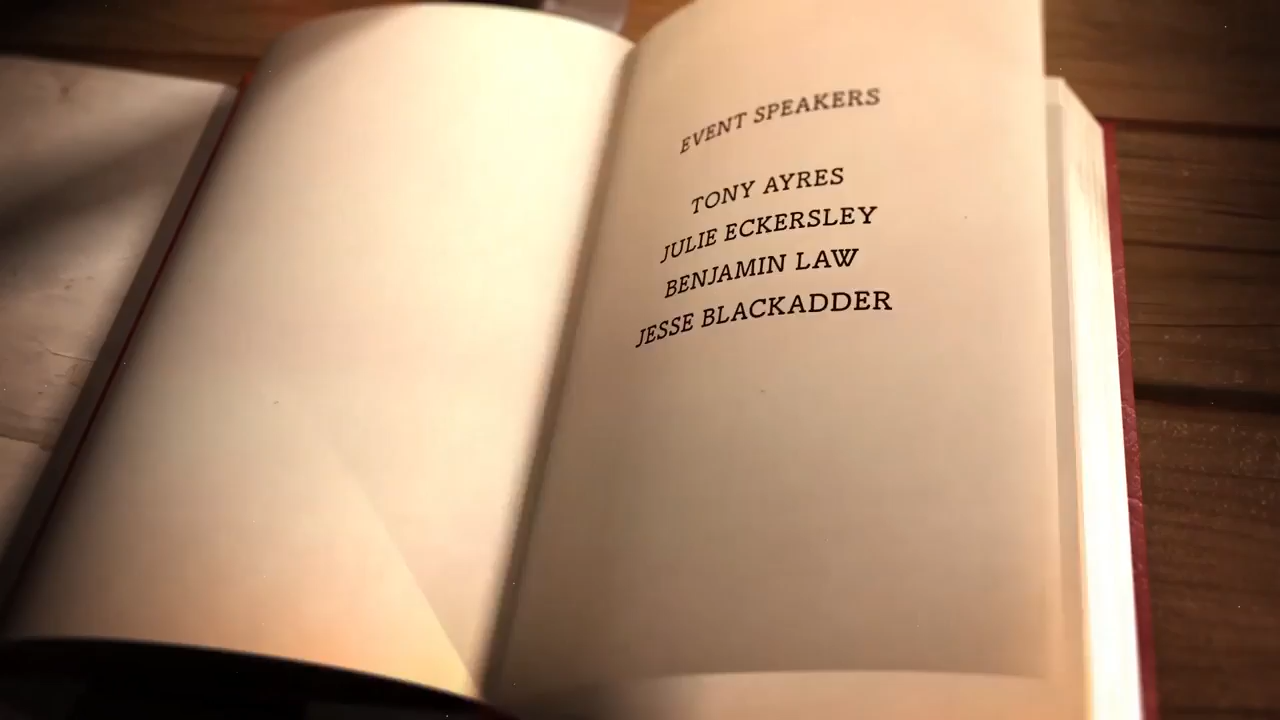 EVENT SPEAKERS
TONY AYRES
JULIE ECKERSLEY
BENJAMIN LAW
JESSE BLACKADDER